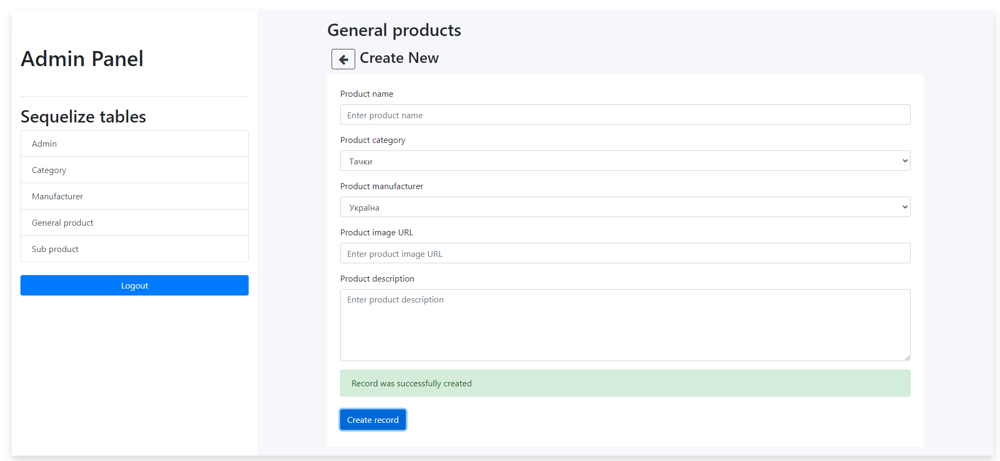 Admin Panel
Sequelize tables
Admin
Category
Manufacturer
General product
Sub product
Logout
General products
Create New
Product name
Enter product name
Product category
Тачки
Product manufacturer
Україна
Product image URL
Enter product image URL
Product description
Enter product description
Record was successfully created
Create record